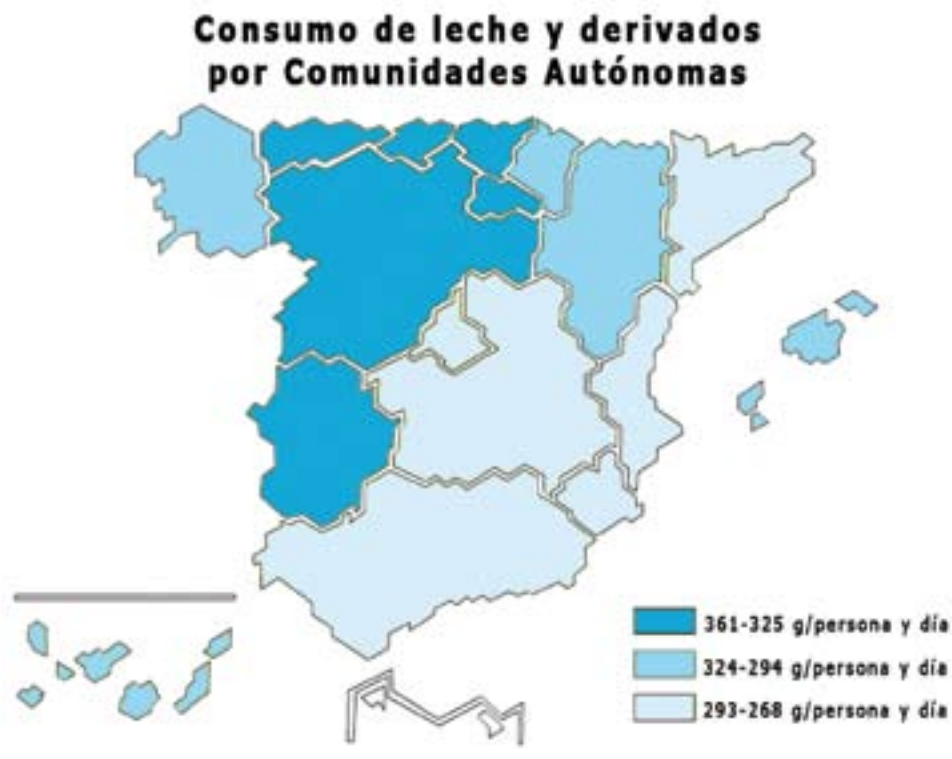 Consumo de leche y derivados
por Comunidades Autónomas
361-325 g/persona y día
324-294 g/persona y día
293-268 g/persona y día